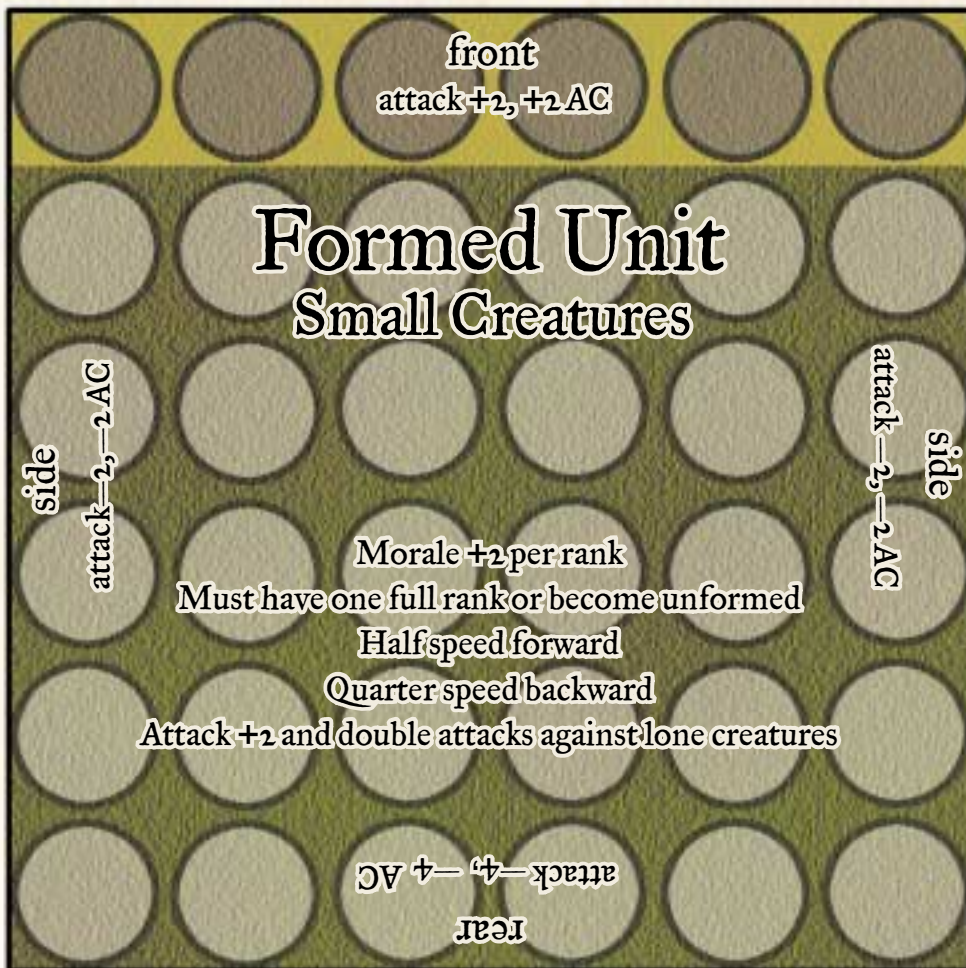 front
attack +2, +2 AC
Formed Unit
Small Creatures
side
attack—2,—2 AC
attack—2,—2 AC
side
Morale +2 per rank
Must have one full rank or become unformed
Half speed forward
Quarter speed backward
Attack +2 and double attacks against lone creatures
attack —4, —4 AC
rear